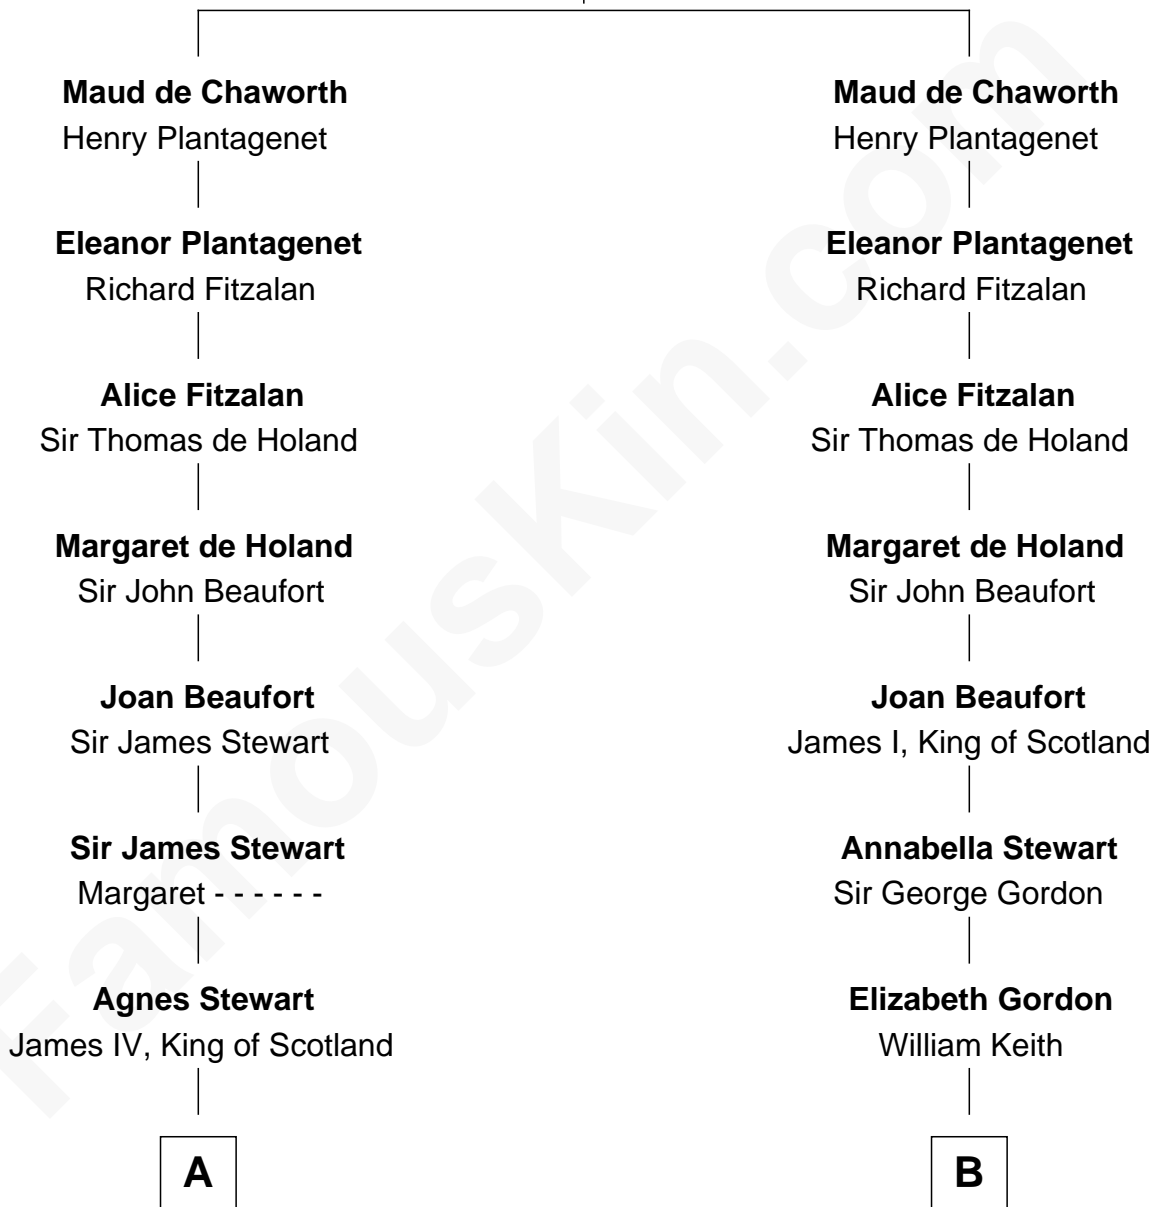 Maud de Chaworth
Henry Plantagenet
Eleanor Plantagenet
Richard Fitzalan
Alice Fitzalan
Sir Thomas de Holand
Margaret de Holand
Sir John Beaufort
Joan Beaufort
Sir James Stewart
Sir James Stewart
Margaret - - - - - -
Agnes Stewart
James IV, King of Scotland
A
Maud de Chaworth
Henry Plantagenet
Eleanor Plantagenet
Richard Fitzalan
Alice Fitzalan
Sir Thomas de Holand
Margaret de Holand
Sir John Beaufort
Joan Beaufort
James I, King of Scotland
Annabella Stewart
Sir George Gordon
Elizabeth Gordon
William Keith
B
FamousKin.com